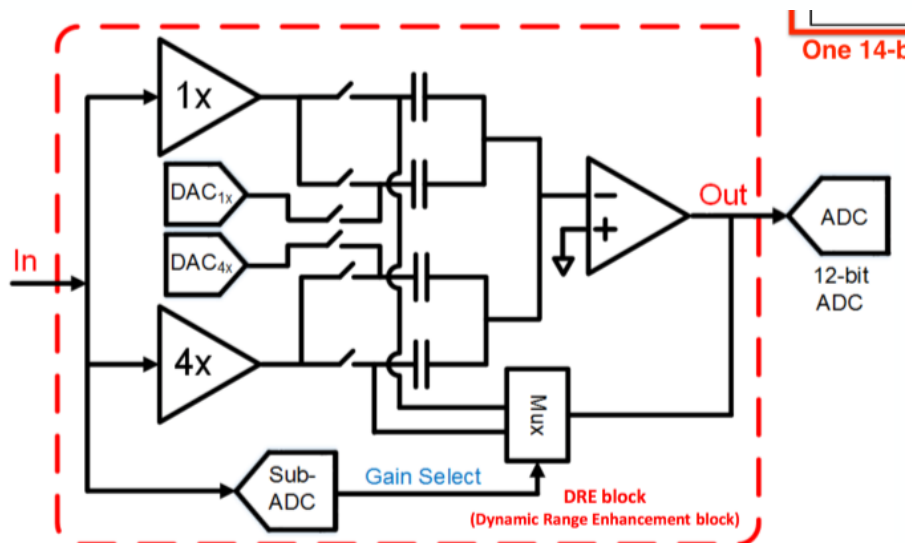 One 14-b
1x
DAC1x
DAC4x
In
4x
Out
ADC
12-bit
ADC
Mux
Sub-
ADC
Gain Select
DRE block
(Dynamic Range Enhancement block)